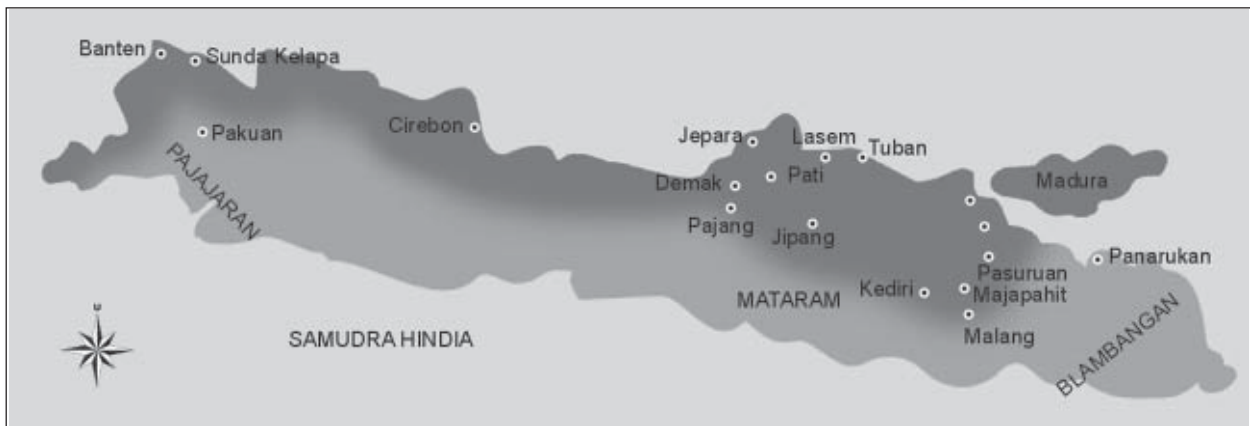 Banten
Sunda Kelapa
Pakuan
Cirebon
PAJAJARAN
Jepara
Lasem
Tuban
Demak
Pati
Madura
Pajang
Jipang
Pasuruan
Panarukan
Kediri
Majapahit
MATARAM
Malang
BLAMBANGAN
SAMUDRA HINDIA
U